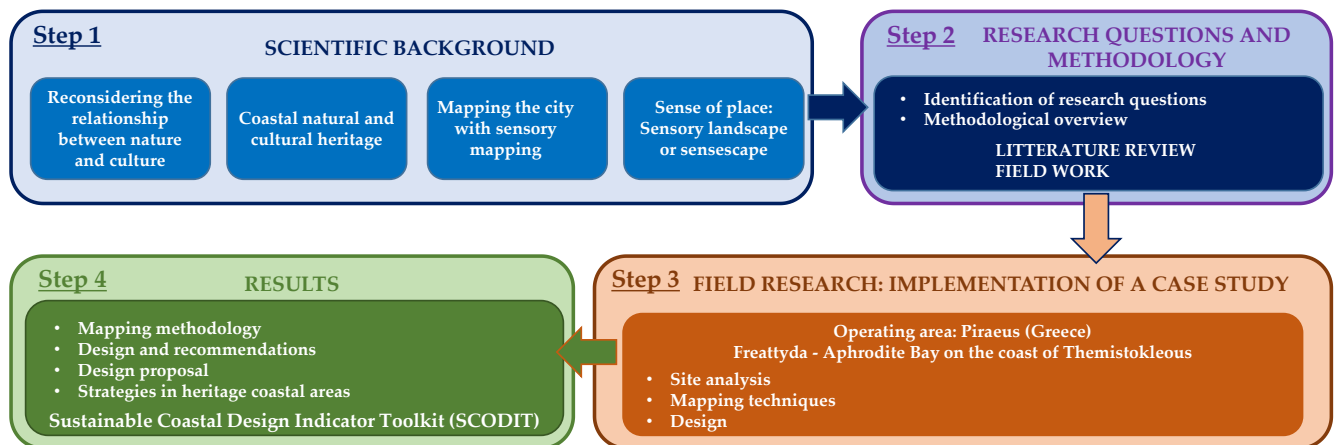 Step 1
SCIENTIFIC BACKGROUND
Reconsidering the
relationship
between nature
and culture
Coastal natural and
cultural heritage
Mapping the city
with sensory
mapping
Sense of place:
Sensory landscape
or sensescape
Step 2
RESEARCH QUESTIONS AND
METHODOLOGY
• Identification of research questions
• Methodological overview
LITTERATURE REVIEW
FIELD WORK
Step 3
FIELD RESEARCH: IMPLEMENTATION OF A CASE STUDY
Operating area: Piraeus (Greece)
Freattyda - Aphrodite Bay on the coast of Themistokleous
• Site analysis
• Mapping techniques
• Design
Step 4
RESULTS
• Mapping methodology
• Design and recommendations
• Design proposal
• Strategies in heritage coastal areas
Sustainable Coastal Design Indicator Toolkit (SCODIT)